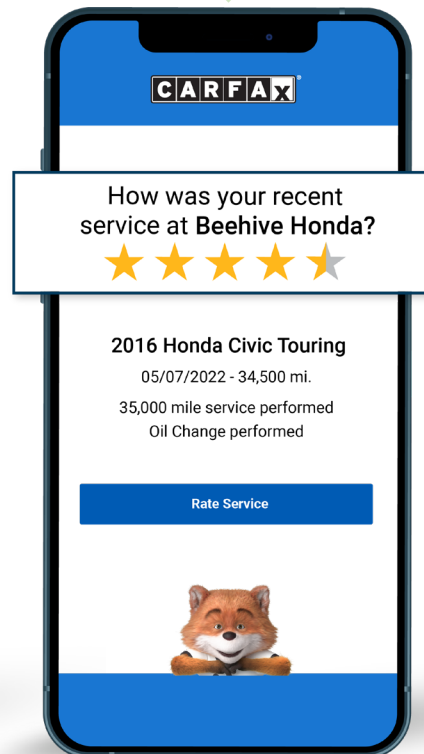 CARFAX
How was your recent
service at Beehive Honda?
2016 Honda Civic Touring
05/07/2022 - 34,500 mi.
35,000 mile service performed
Oil Change performed
Rate Service